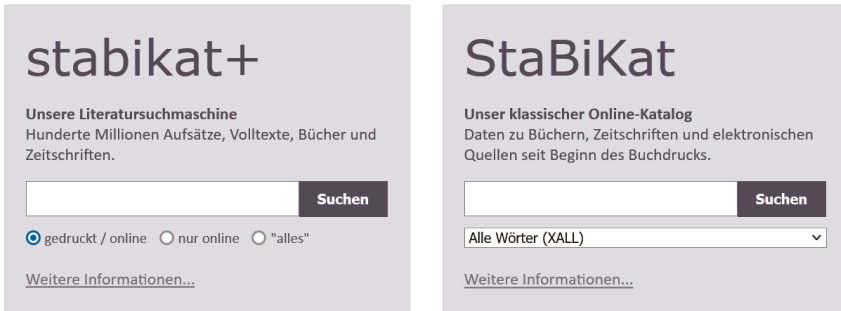 stabikat+
Unsere Literatursuchmaschine
Hunderte Millionen Aufsätze, Volltexte, Bücher und
Zeitschriften.
Suchen
gedruckt / online nur online "alles"
Weitere Informationen...
StaBiKat
Unser klassischer Online-Katalog
Daten zu Büchern, Zeitschriften und elektronischen
Quellen seit Beginn des Buchdrucks.
Suchen
Alle Wörter (XALL)
Weitere Informationen...